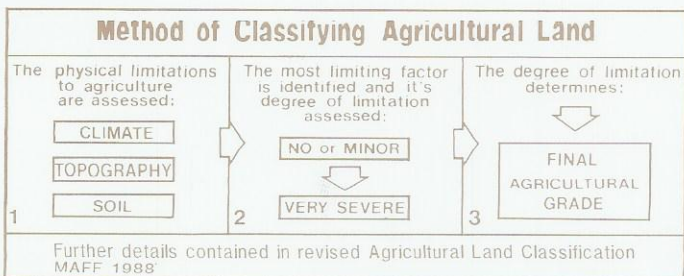 Method of Classifying Agricultural Land
The physical limitations
to agriculture
are assessed:
CLIMATE
TOPOGRAPHY
SOIL
1
The most limiting factor
is identified and it's
degree of limitation
assessed:
NO or MINOR
VERY SEVERE
2
The degree of limitation
determines:
FINAL
AGRICULTURAL
GRADE
3
Further details contained in revised Agricultural Land Classification
MAFF 1988'